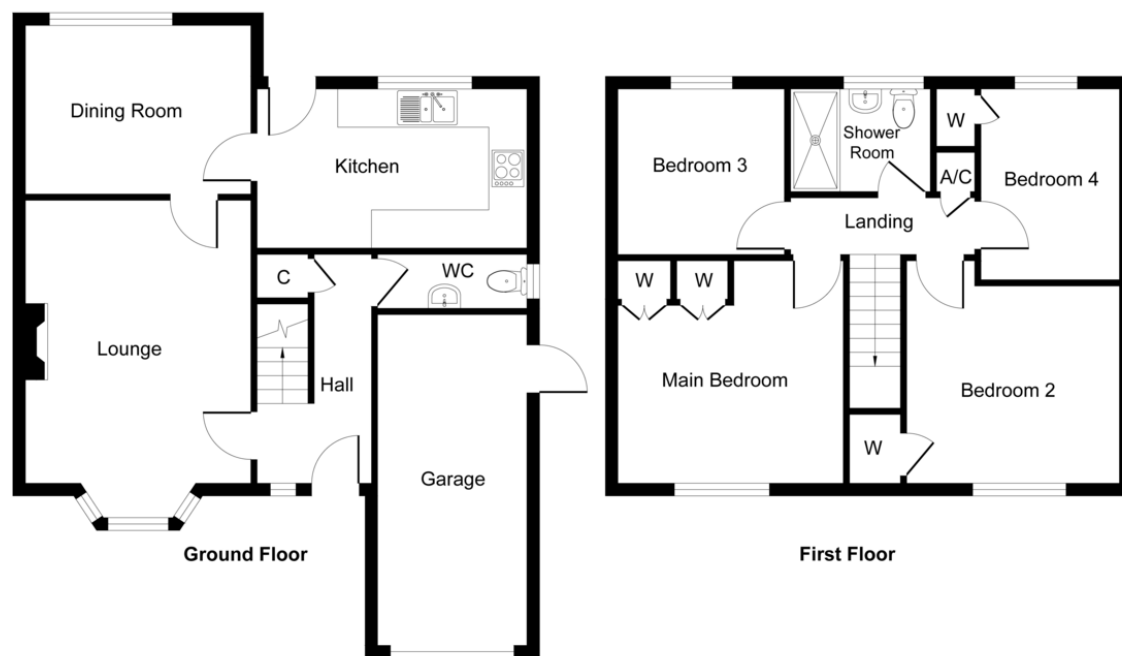 Dining Room
Kitchen
C
WC
Lounge
Hall
Garage
Ground Floor
Bedroom 3
Shower
Room
W
A/C
Bedroom 4
Landing
W
W
Main Bedroom
Bedroom 2
W
First Floor